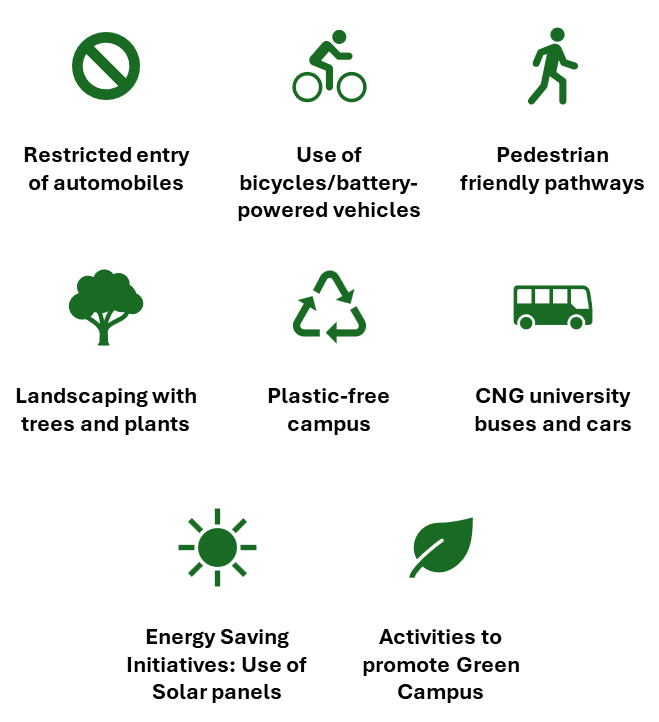 Restricted entry
of automobiles
Use of
bicycles/battery-
powered vehicles
Pedestrian
friendly pathways
Landscaping with
trees and plants
Plastic-free
campus
CNG university
buses and cars
Energy Saving
Initiatives: Use of
Solar panels
Activities to
promote Green
Campus